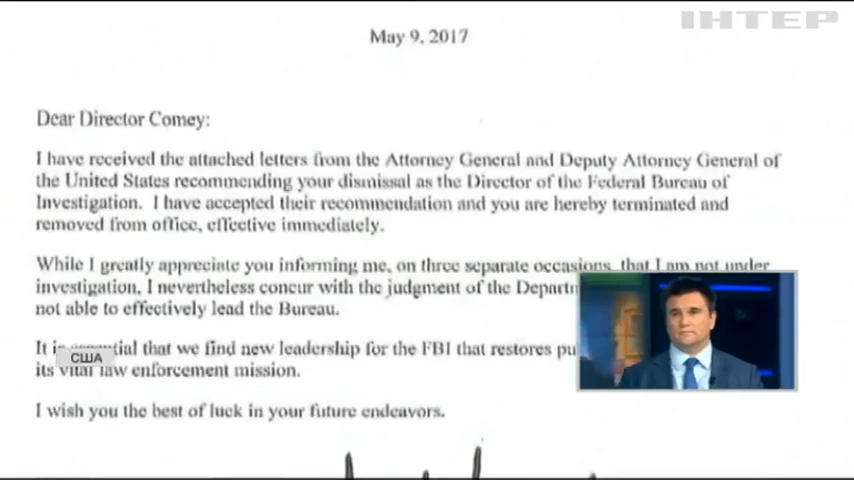 ІНТЕР
May 9, 2017
Dear Director Comey:
I have received the attached letters from the Attorney General and Deputy Attorney General of
the United States recommending your dismissal as the Director of the Federal Bureau of
Investigation. I have accepted their recommendation and you are hereby terminated and
removed from office, effective immediately.
While I greatly appreciate you informing me, on three separate occasions, that I am not under
investigation, I nevertheless concur with the judgment of the
not able to effectively lead the Bureau.
It is that we find new leadership for the FBI that restores
its vital law enforcement mission.
США
I wish you the best of luck in your future endeavors.